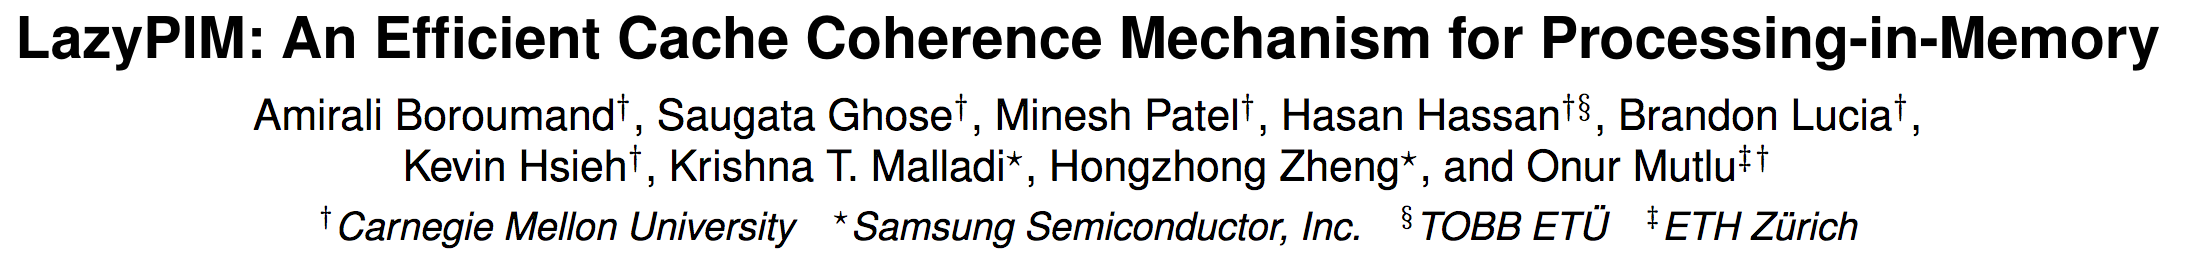 LazyPIM: An Efficient Cache Coherence Mechanism for Processing-in-Memory
Amirali Boroumand†, Saugata Ghose†, Minesh Patel†, Hasan Hassan†§, Brandon Lucia†,
Kevin Hsieh†, Krishna T. Malladi⋆, Hongzhong Zheng⋆, and Onur Mutlu‡†
†Carnegie Mellon University ⋆Samsung Semiconductor, Inc. §TOBB ETÜ ‡ETH Zürich